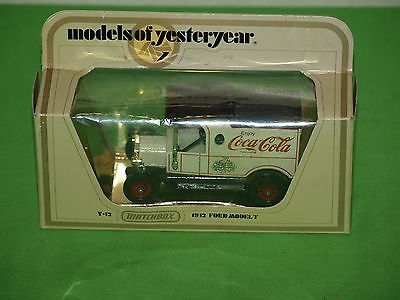 models of yesteryear®
Enjoy
Coca-Cola
Y-12 MATCHBOX 1912 FORD MODEL T